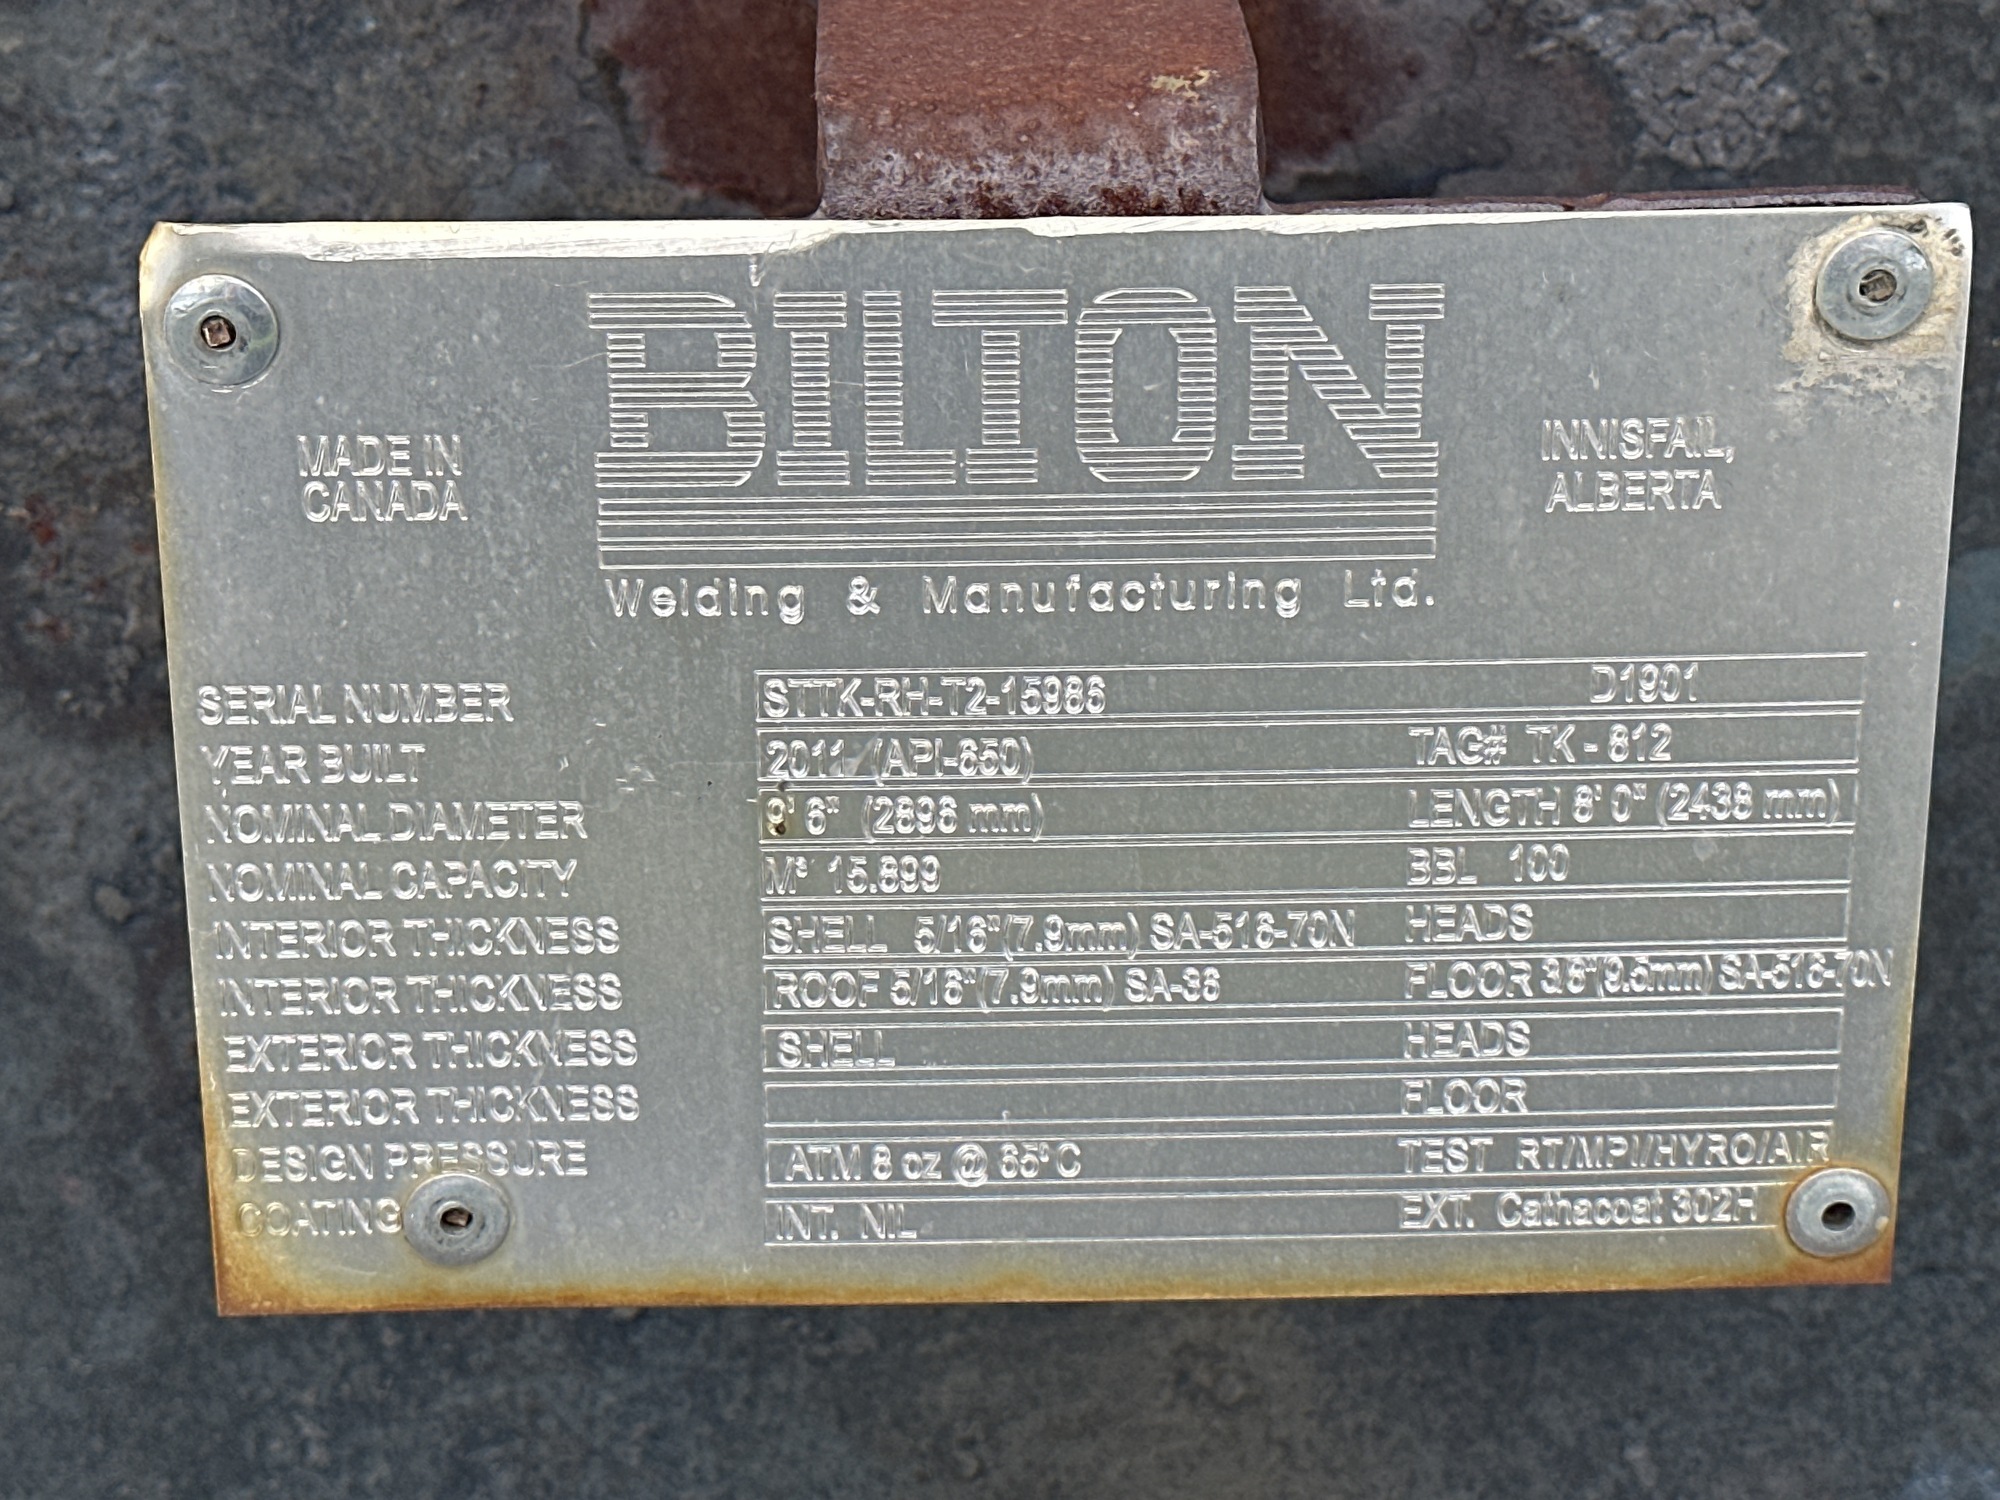 BILTON
MADE IN
CANADA
INNISFAIL,
ALBERTA
Welding & Manufacturing Ltd.
SERIAL NUMBER STTK-RH-T2-15986 D1901
YEAR BUILT 2011 (API-650) TAG# TK - 812
NOMINAL DIAMETER 9' 6" (2896 mm) LENGTH 8' 0" (2438 mm)
NOMINAL CAPACITY M³ 15.899 BBL 100
INTERIOR THICKNESS SHELL 5/16"(7.9mm) SA-516-70N HEADS
INTERIOR THICKNESS ROOF 5/16"(7.9mm) SA-36 FLOOR 3/8"(9.5mm) SA-516-70N
EXTERIOR THICKNESS SHELL HEADS
EXTERIOR THICKNESS FLOOR
DESIGN PRESSURE ATM 8 oz @ 65°C TEST RT/MPI/HYRO/AIR
COATING INT. NIL EXT. Cathacoat 302H